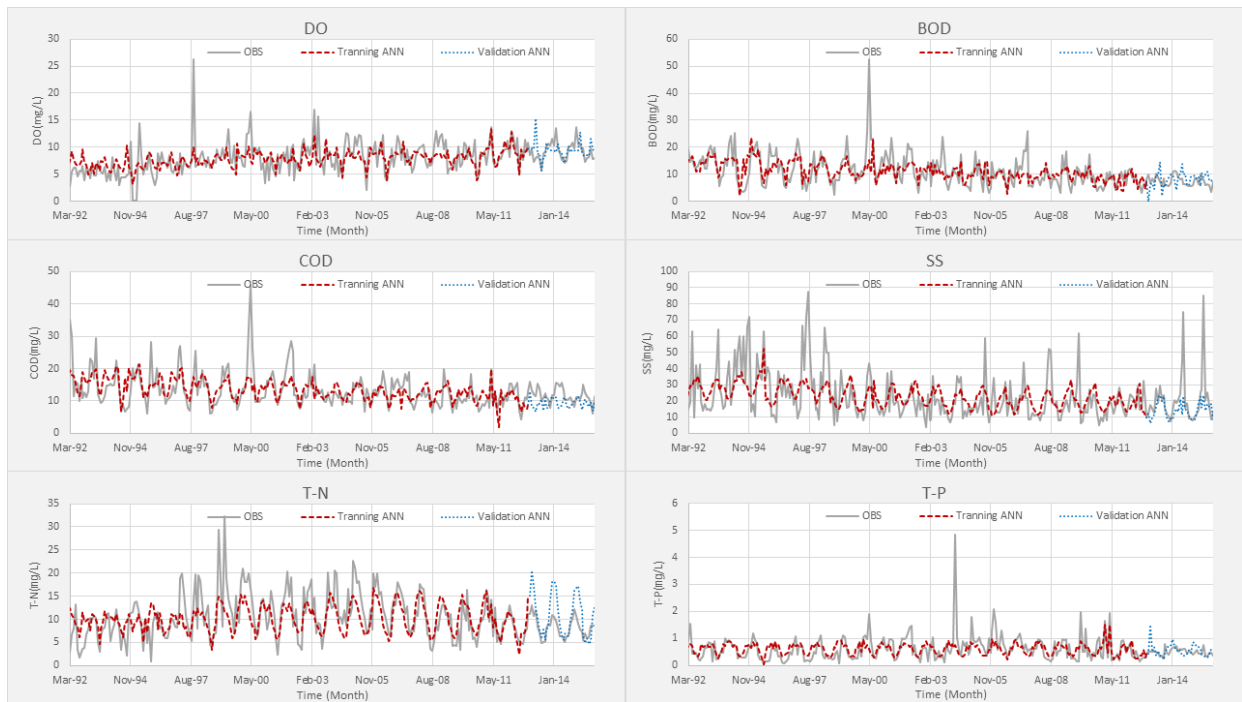 DO
30
OBS
Tranning ANN
Validation ANN
25
20
15
10
5
0
DO(mg/L)
Mar-92 Nov-94 Aug-97 May-00 Feb-03 Nov-05 Aug-08 May-11 Jan-14
Time (Month)
BOD
60
OBS
Tranning ANN
Validation ANN
50
40
30
20
10
0
BOD(mg/L)
Mar-92 Nov-94 Aug-97 May-00 Feb-03 Nov-05 Aug-08 May-11 Jan-14
Time (Month)
COD
50
OBS
Tranning ANN
Validation ANN
40
30
20
10
0
COD(mg/L)
Mar-92 Nov-94 Aug-97 May-00 Feb-03 Nov-05 Aug-08 May-11 Jan-14
Time (Month)
SS
100
OBS
Tranning ANN
Validation ANN
90
80
70
60
50
40
30
20
10
0
SS(mg/L)
Mar-92 Nov-94 Aug-97 May-00 Feb-03 Nov-05 Aug-08 May-11 Jan-14
Time (Month)
T-N
35
OBS
Tranning ANN
Validation ANN
30
25
20
15
10
5
0
T-N(mg/L)
Mar-92 Nov-94 Aug-97 May-00 Feb-03 Nov-05 Aug-08 May-11 Jan-14
Time (Month)
T-P
6
OBS
Tranning ANN
Validation ANN
5
4
3
2
1
0
T-P(mg/L)
Mar-92 Nov-94 Aug-97 May-00 Feb-03 Nov-05 Aug-08 May-11 Jan-14
Time (Month)